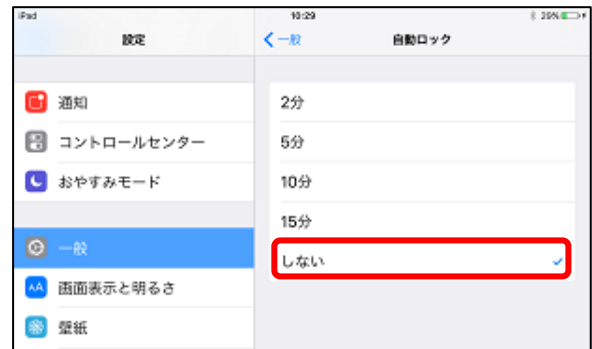 iPad 10:29 29%
設定 一般 自動ロック
通知
コントロールセンター
おやすみモード
一般
画面表示と明るさ
壁紙
2分
5分
10分
15分
しない